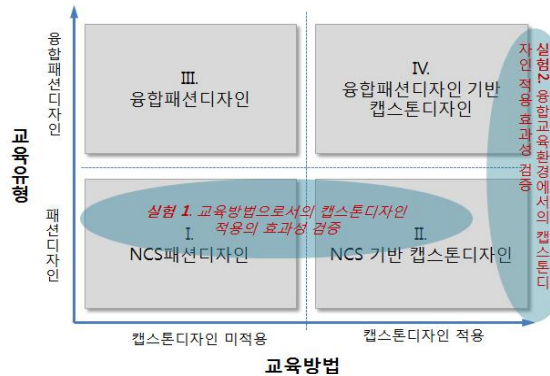 교육유형
융합패션디자인
패션디자인
III.
융합패션디자인
IV.
융합패션디자인 기반
캡스톤디자인
실험 1. 교육방법으로서의 캡스톤디자인
적용의 효과성 검증
I.
NCS패션디자인
II.
NCS 기반 캡스톤디자인
실험2. 융합교육환경에서의 캡스톤디
자인 적용 효과성 검증
캡스톤디자인 미적용
캡스톤디자인 적용
교육방법